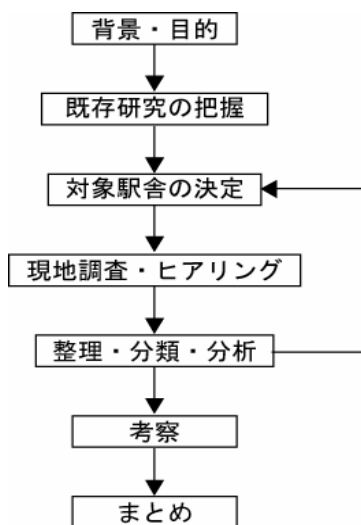 背景・目的
既存研究の把握
対象駅舎の決定
現地調査・ヒアリング
整理・分類・分析
考察
まとめ